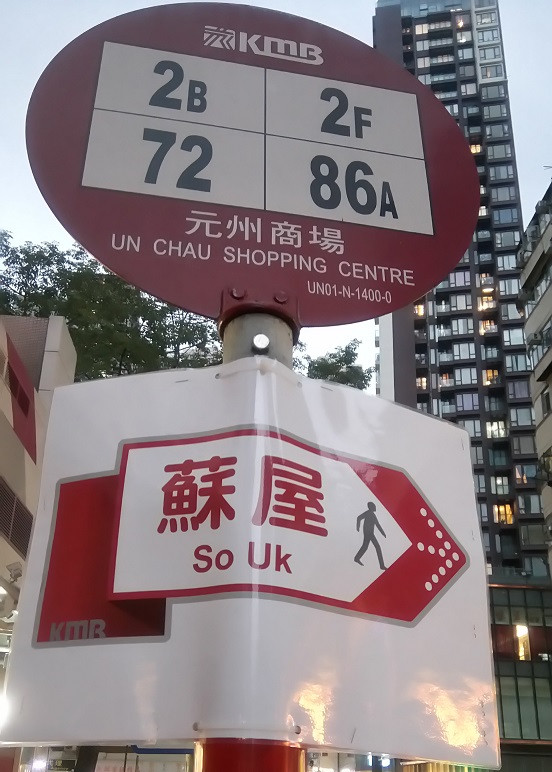 KMB
2B 2F
72 86A
元州商場
UN CHAU SHOPPING CENTRE
UN01-N-1400-0
蘇屋
So Uk
KMB